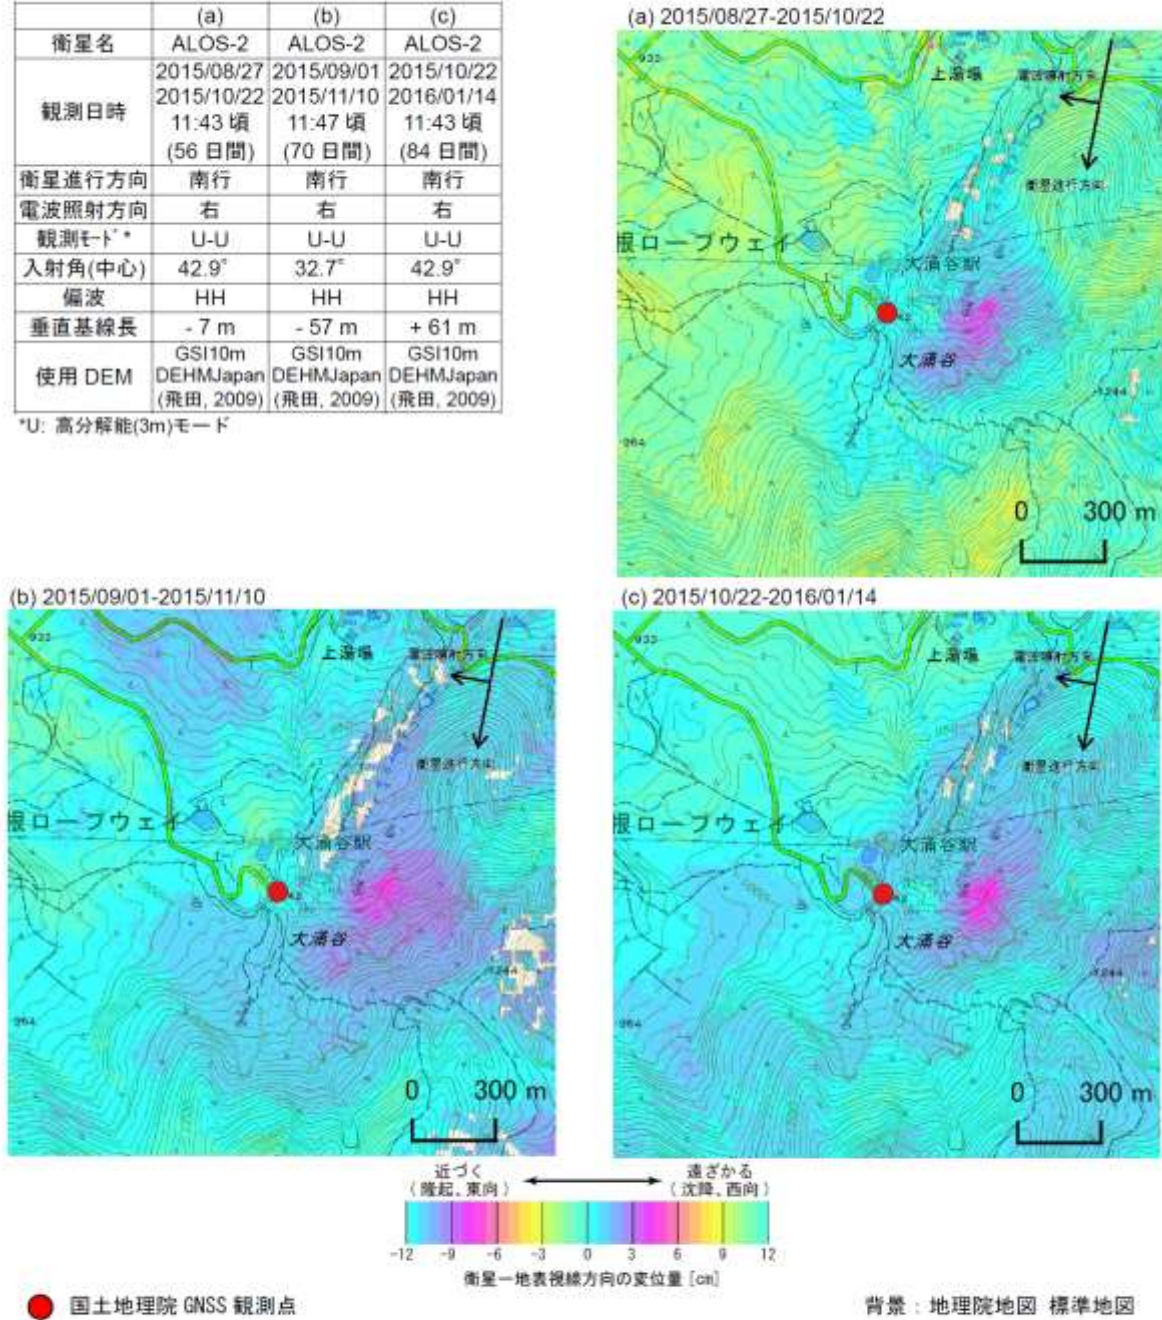 (a) (b) (c)
衛星名 ALOS-2 ALOS-2 ALOS-2
観測日時
2015/08/27 2015/09/01 2015/10/22
2015/10/22 2015/11/10 2016/01/14
11:43 頃 11:47 頃 11:43 頃
(56 日間) (70 日間) (84 日間)
衛星進行方向 南行 南行 南行
電波照射方向 右 右 右
観測ﾓｰﾄﾞ* U-U U-U U-U
入射角(中心) 42.9° 32.7° 42.9°
偏波 HH HH HH
垂直基線長 - 7 m - 57 m + 61 m
使用 DEM
GSI10m GSI10m GSI10m
DEHMJapan DEHMJapan DEHMJapan
(飛田, 2009) (飛田, 2009) (飛田, 2009)
*U: 高分解能(3m)モード
(a) 2015/08/27-2015/10/22
933
上湯場
電波照射方向
衛星進行方向
根ロープウェイ
大涌谷駅
大涌谷
1244
964
0 300 m
(b) 2015/09/01-2015/11/10
933
上湯場
電波照射方向
衛星進行方向
根ロープウェイ
大涌谷駅
大涌谷
1244
964
0 300 m
(c) 2015/10/22-2016/01/14
933
上湯場
電波照射方向
衛星進行方向
根ロープウェイ
大涌谷駅
大涌谷
1244
964
0 300 m
近づく 遠ざかる
(隆起、東向) (沈降、西向)
-12 -9 -6 -3 0 3 6 9 12
衛星－地表視線方向の変位量 [cm]
国土地理院 GNSS 観測点
背景：地理院地図 標準地図